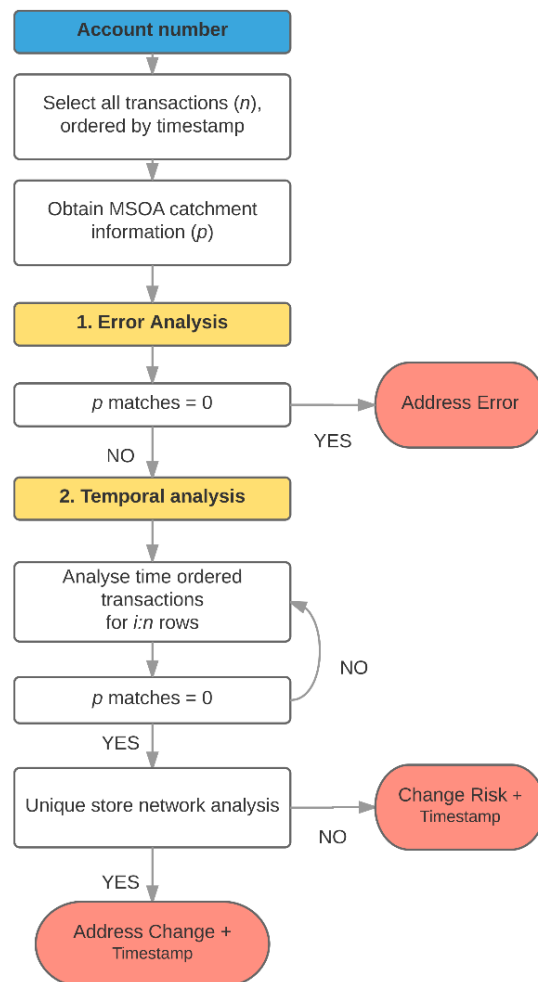 Account number
Select all transactions (n),
ordered by timestamp
Obtain MSOA catchment
information (p)
1. Error Analysis
p matches = 0
Address Error
YES
NO
2. Temporal analysis
Analyse time ordered
transactions
for i:n rows
NO
p matches = 0
YES
Unique store network analysis
Change Risk +
Timestamp
NO
YES
Address Change +
Timestamp